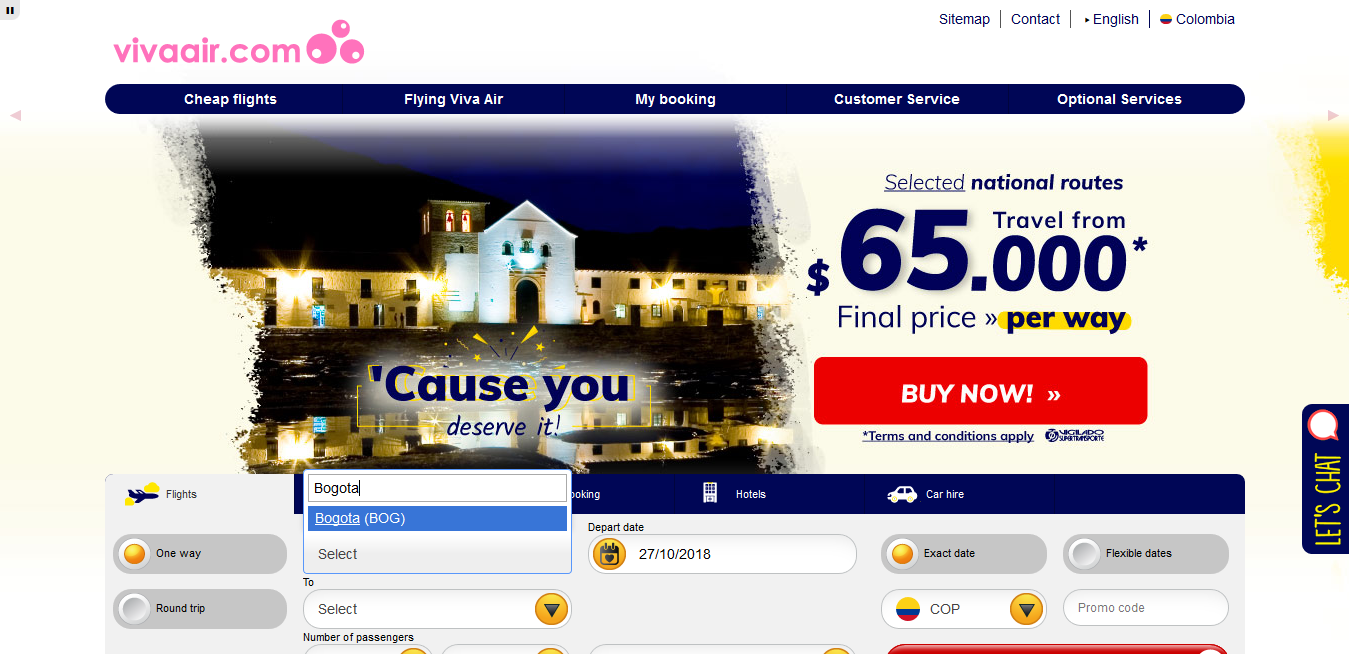 Sitemap
Contact
English
Colombia
vivaair.com
Cheap flights
Flying Viva Air
My booking
Customer Service
Optional Services
Selected national routes
Travel from
$65.000*
Final price » per way
'Cause you
deserve it!
BUY NOW! »
*Terms and conditions apply
VIGILADO
SUPERTRANSPORTE
LET'S CHAT
Flights
Bogota
Hotels
Car hire
Bogota (BOG)
Depart date
One way
Select
27/10/2018
Exact date
Flexible dates
To
Round trip
Select
COP
Promo code
Number of passengers